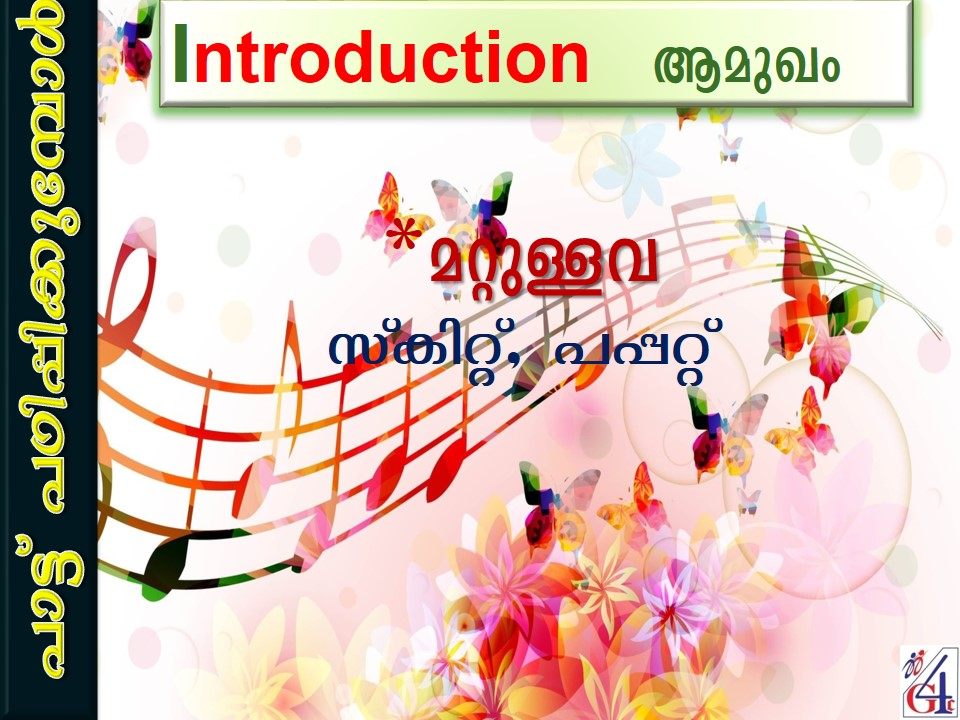 Introduction ആമുഖം
* മറ്റുള്ളവ
സ്കിറ്റ്, പപ്പറ്റ്
പാട്ട് പഠിപ്പിക്കുമ്പോൾ